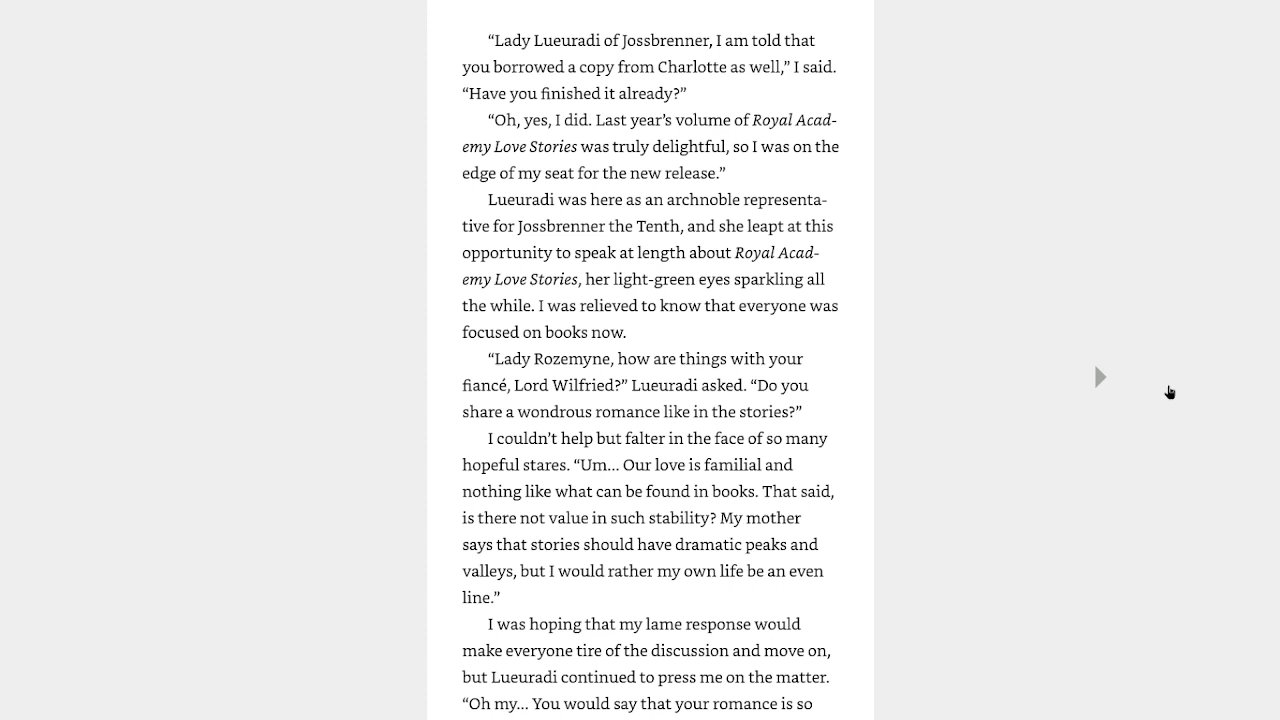 “Lady Lueuradi of Jossbrenner, I am told that
you borrowed a copy from Charlotte as well,” I said.
“Have you finished it already?”
“Oh, yes, I did. Last year’s volume of Royal Acad-
emy Love Stories was truly delightful, so I was on the
edge of my seat for the new release.”
Lueuradi was here as an archnoble representa-
tive for Jossbrenner the Tenth, and she leapt at this
opportunity to speak at length about Royal Acad-
emy Love Stories, her light-green eyes sparkling all
the while. I was relieved to know that everyone was
focused on books now.
“Lady Rozemyne, how are things with your
fiancé, Lord Wilfried?” Lueuradi asked. “Do you
share a wondrous romance like in the stories?”
I couldn’t help but falter in the face of so many
hopeful stares. “Um... Our love is familial and
nothing like what can be found in books. That said,
is there not value in such stability? My mother
says that stories should have dramatic peaks and
valleys, but I would rather my own life be an even
line.”
I was hoping that my lame response would
make everyone tire of the discussion and move on,
but Lueuradi continued to press me on the matter.
“Oh my... You would say that your romance is so